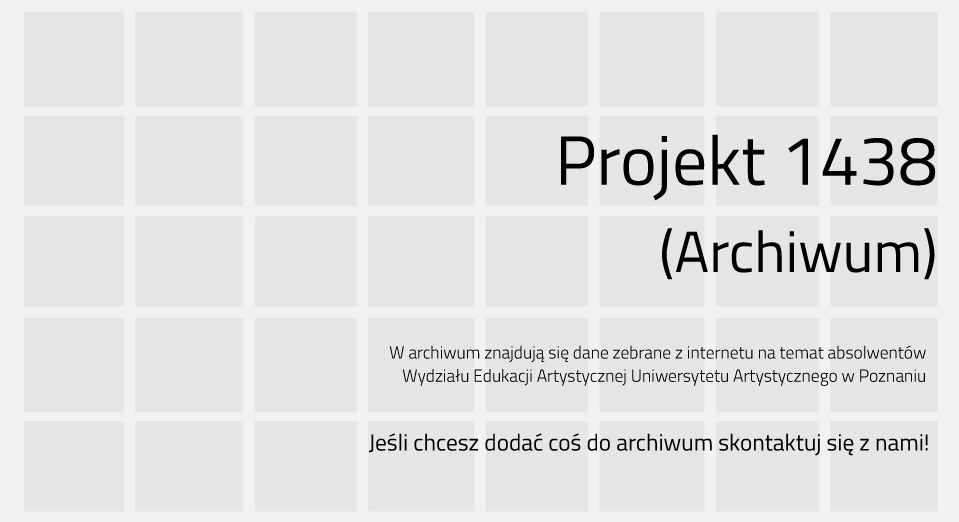 Projekt 1438
(Archiwum)
W archiwum znajdują się dane zebrane z internetu na temat absolwentów
Wydziału Edukacji Artystycznej Uniwersytetu Artystycznego w Poznaniu
Jeśli chcesz dodać coś do archiwum skontaktuj się z nami!